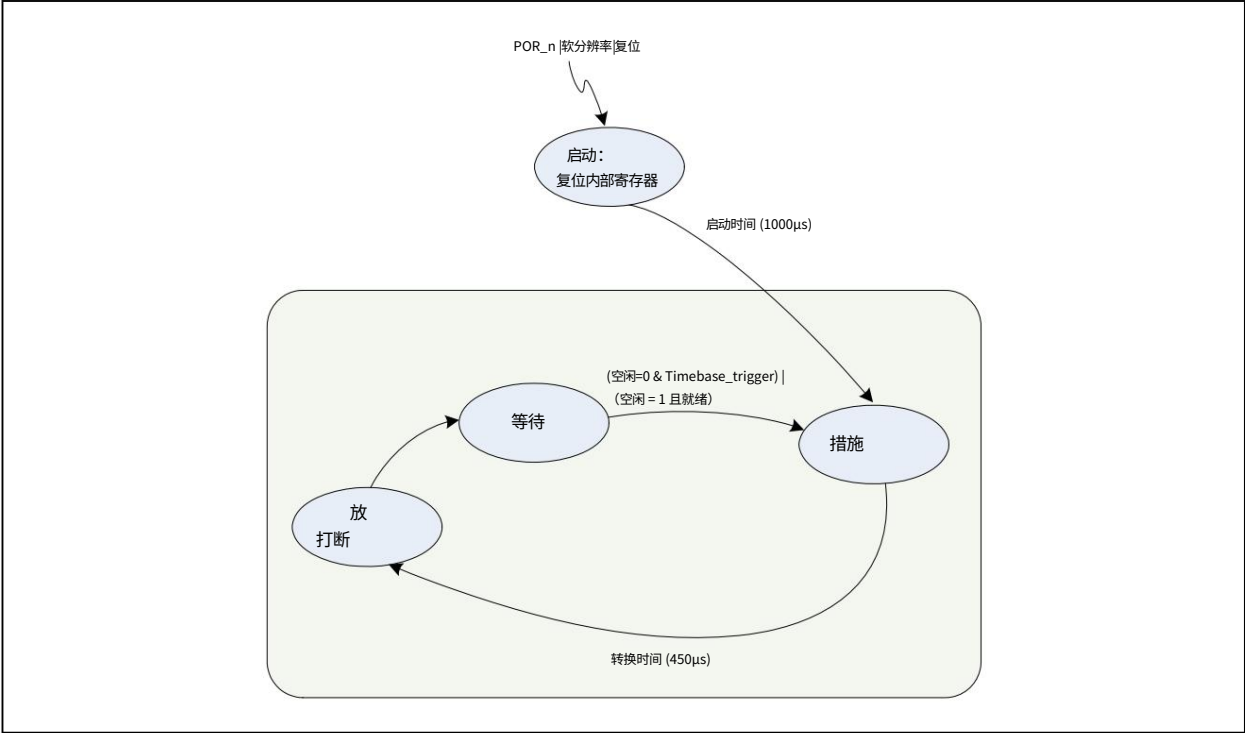 POR_n |软分辨率|复位
启动：
复位内部寄存器
启动时间 (1000µs)
(空闲=0 & Timebase_trigger) |
（空闲 = 1 且就绪）
等待
措施
放
打断
转换时间 (450µs)